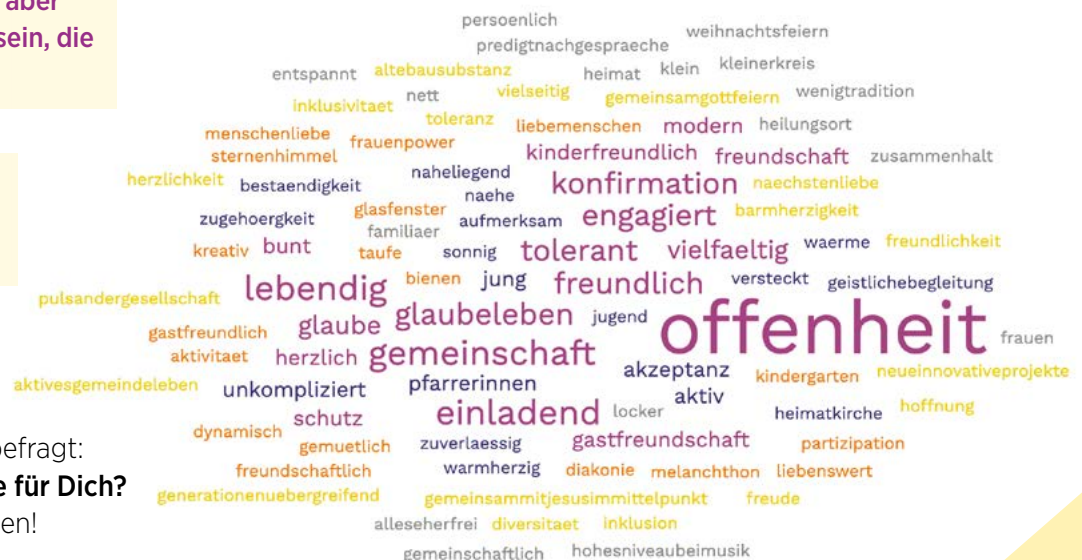 aber
sein, die
persoenlich
weihnachtsfeiern
predigtnachgespraeche
entspannt altebausubstanz heimat klein kleinerkreis
inklusivitaet nett vielseitig gemeinsamgottfeiern wenigtradition
menschenliebe frauenpower toleranz liebemenschen modern heilungsort
sternenhimmel kinderfreundlich freundschaft zusammenhalt
herzlichkeit bestaendigkeit naheliegend konfirmation naechstenliebe
naehe
zugehoergkeit glasfenster aufmerksam engagiert barmherzigkeit
familiaer
kreativ bunt taufe sonnig tolerant vielfaeltig waerme freundlichkeit
pulsandergesellschaft lebendig bienen jung freundlich versteckt geistlichebegleitung
gastfreundlich glaube glaubeleben jugend offenheit frauen
aktivitaet herzlich gemeinschaft
aktivesgemeindeleben unkompliziert pfarrerinnen akzeptanz kindergarten neueinnovativeprojekte
aktiv
schutz einladend locker heimatkirche hoffnung
dynamisch gemuetlich zuverlaessig gastfreundschaft partizipation
efragt:
freundschaftlich warmherzig diakonie melanchthon liebenswert
e für Dich?
generationenuebergreifend gemeinsammitjesusimmittelpunkt freude
en!
alleseherfrei diversitaet inklusion
gemeinschaftlich hohesniveaubeimusik